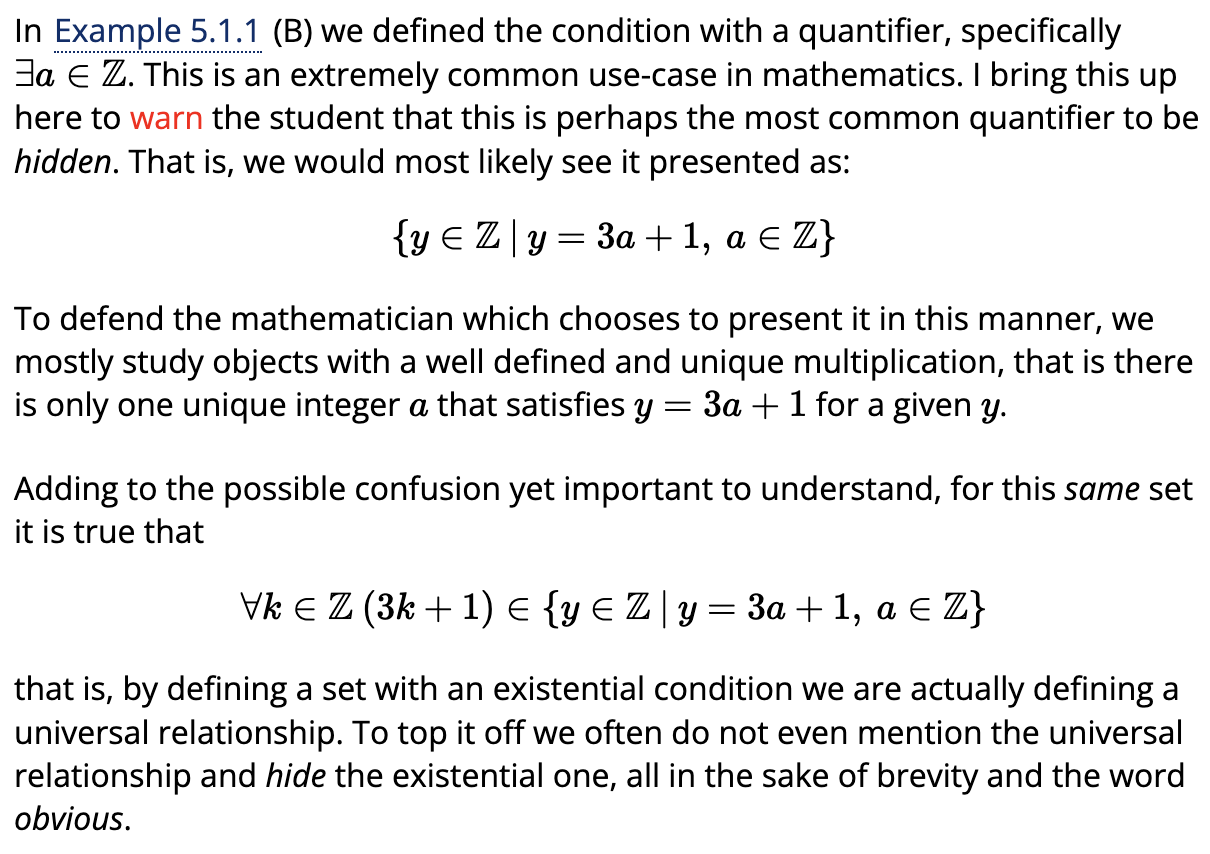 In Example 5.1.1 (B) we defined the condition with a quantifier, specifically
∃a ∈ ℤ. This is an extremely common use-case in mathematics. I bring this up
here to warn the student that this is perhaps the most common quantifier to be
hidden. That is, we would most likely see it presented as:
{y ∈ ℤ | y = 3a + 1, a ∈ ℤ}
To defend the mathematician which chooses to present it in this manner, we
mostly study objects with a well defined and unique multiplication, that is there
is only one unique integer a that satisfies y = 3a + 1 for a given y.
Adding to the possible confusion yet important to understand, for this same set
it is true that
∀k ∈ ℤ (3k + 1) ∈ {y ∈ ℤ | y = 3a + 1, a ∈ ℤ}
that is, by defining a set with an existential condition we are actually defining a
universal relationship. To top it off we often do not even mention the universal
relationship and hide the existential one, all in the sake of brevity and the word
obvious.